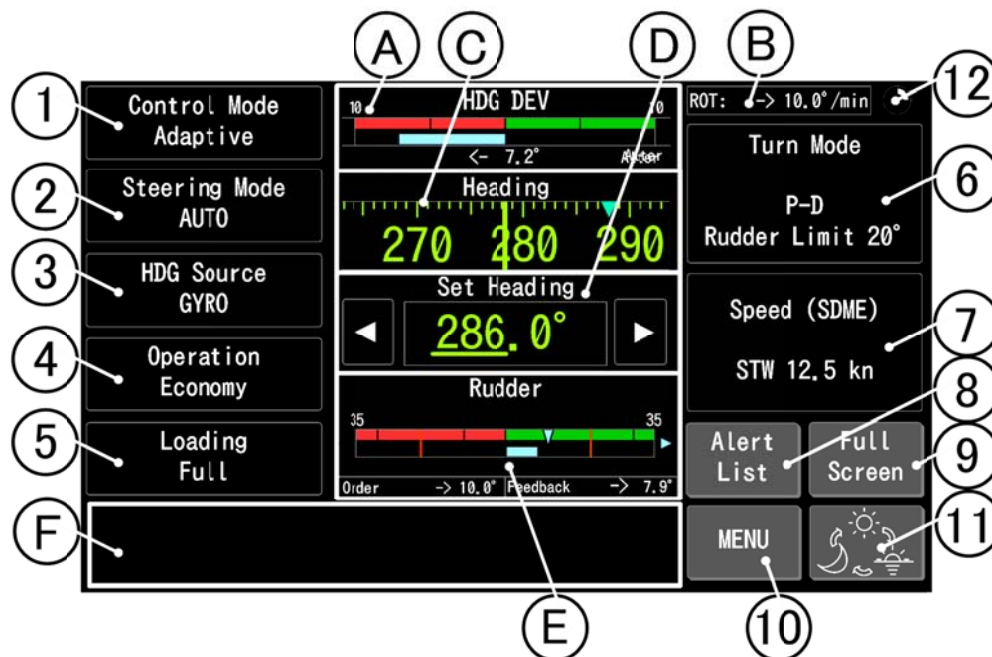 A
C
D
B
12
1
Control Mode
Adaptive
2
Steering Mode
AUTO
3
HDG Source
GYRO
4
Operation
Economy
5
Loading
Full
F
HDG DEV
10
10
<- 7.2°
Heading
270 280 290
Set Heading
286.0°
Rudder
35
35
Order -> 10.0°
Feedback -> 7.9°
E
ROT: -> 10.0°/min
Turn Mode
P-D
Rudder Limit 20°
6
Speed (SDME)
STW 12.5 kn
7
8
Alert
List
Full
Screen
9
MENU
10
11